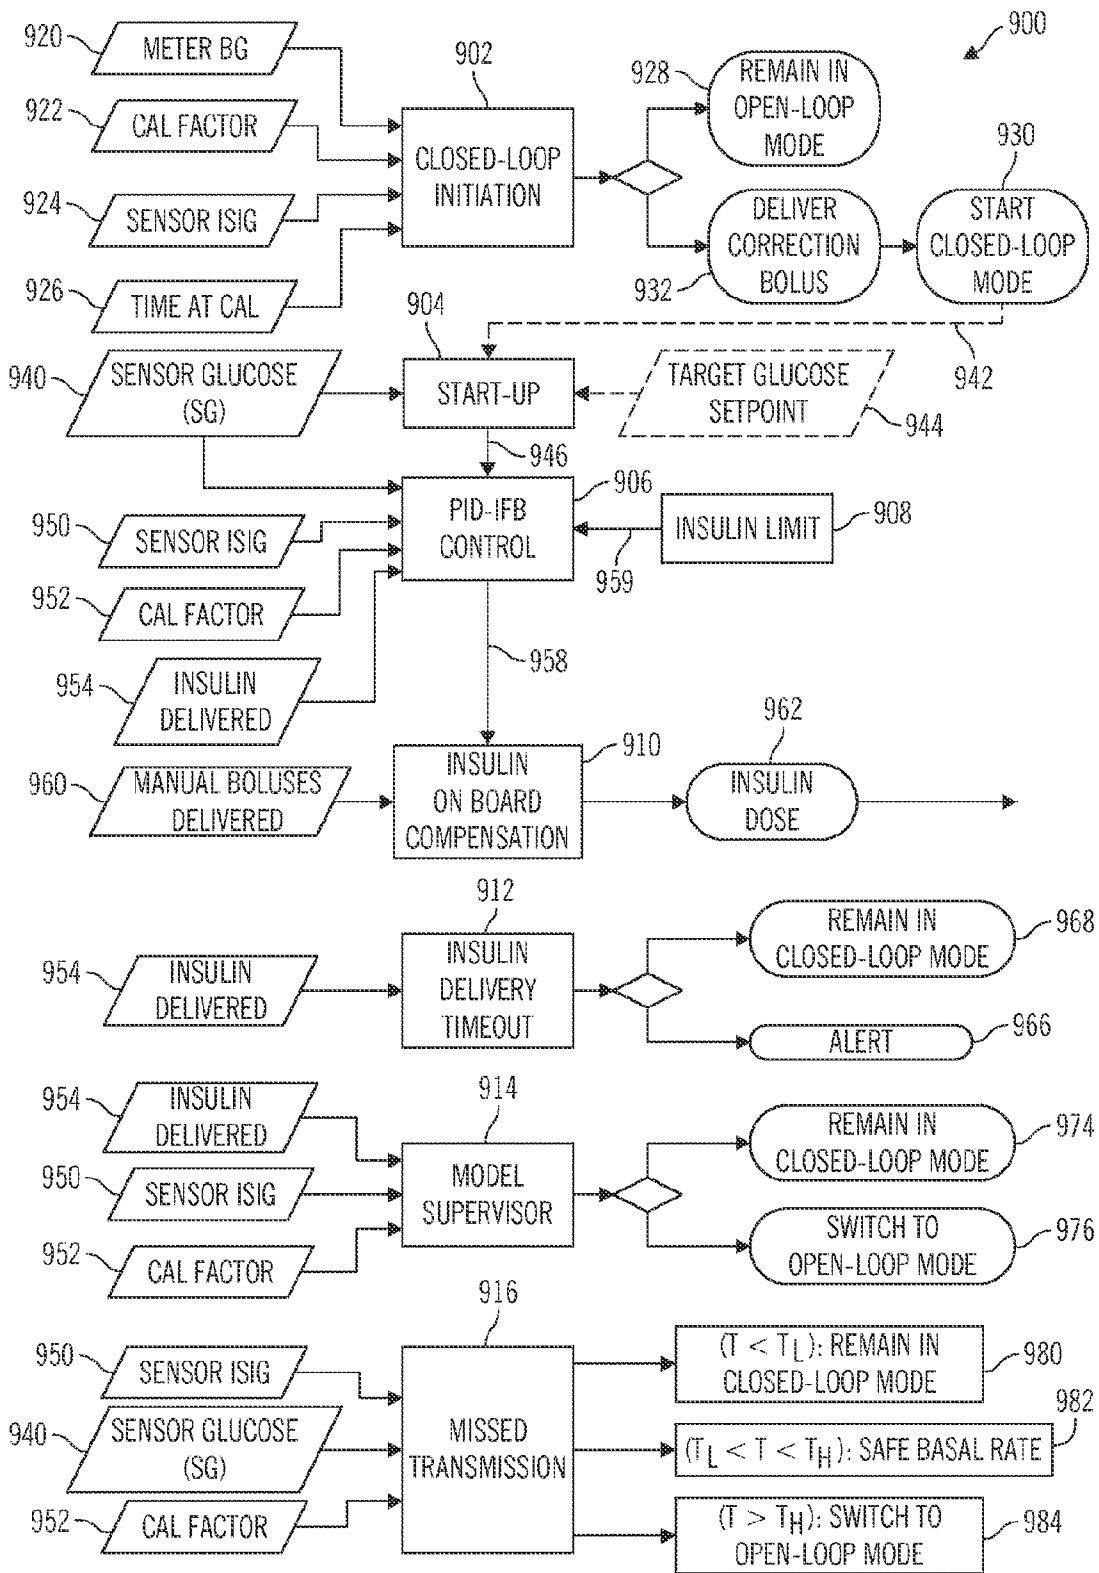 900
920
METER BG
922
CAL FACTOR
924
SENSOR ISIG
926
TIME AT CAL
902
CLOSED-LOOP
INITIATION
928
REMAIN IN
OPEN-LOOP
MODE
932
DELIVER
CORRECTION
BOLUS
930
START
CLOSED-LOOP
MODE
942
940
SENSOR GLUCOSE
(SG)
904
START-UP
TARGET GLUCOSE
SETPOINT
944
946
950
SENSOR ISIG
952
CAL FACTOR
954
INSULIN
DELIVERED
906
PID-IFB
CONTROL
959
INSULIN LIMIT
908
958
960
MANUAL BOLUSES
DELIVERED
910
INSULIN
ON BOARD
COMPENSATION
962
INSULIN
DOSE
954
INSULIN
DELIVERED
912
INSULIN
DELIVERY
TIMEOUT
REMAIN IN
CLOSED-LOOP MODE
968
ALERT
966
954
INSULIN
DELIVERED
950
SENSOR ISIG
952
CAL FACTOR
914
MODEL
SUPERVISOR
REMAIN IN
CLOSED-LOOP MODE
974
SWITCH TO
OPEN-LOOP MODE
976
950
SENSOR ISIG
940
SENSOR GLUCOSE
(SG)
952
CAL FACTOR
916
MISSED
TRANSMISSION
(T < TL): REMAIN IN
CLOSED-LOOP MODE
980
982
(TL < T < TH): SAFE BASAL RATE
(T > TH): SWITCH TO
OPEN-LOOP MODE
984